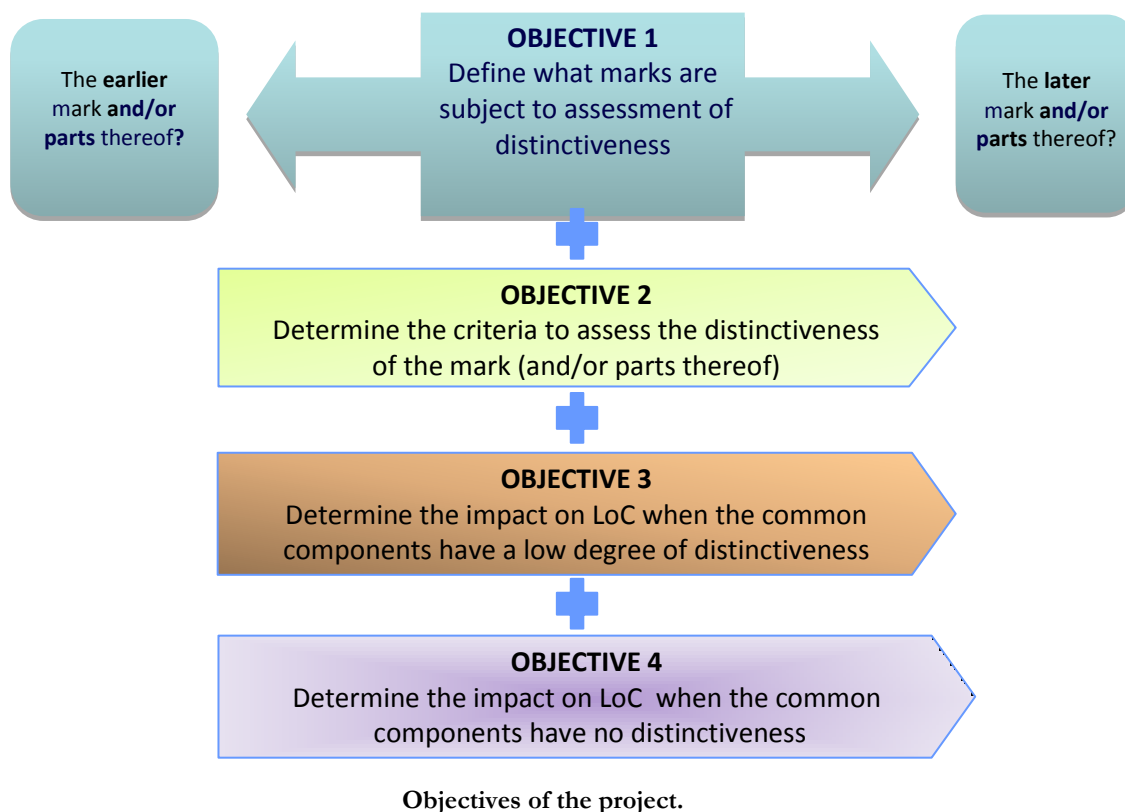 The earlier
mark and/or
parts thereof?
OBJECTIVE 1
Define what marks are
subject to assessment of
distinctiveness
The later
mark and/or
parts thereof?
OBJECTIVE 2
Determine the criteria to assess the distinctiveness
of the mark (and/or parts thereof)
OBJECTIVE 3
Determine the impact on LoC when the common
components have a low degree of distinctiveness
OBJECTIVE 4
Determine the impact on LoC when the common
components have no distinctiveness
Objectives of the project.